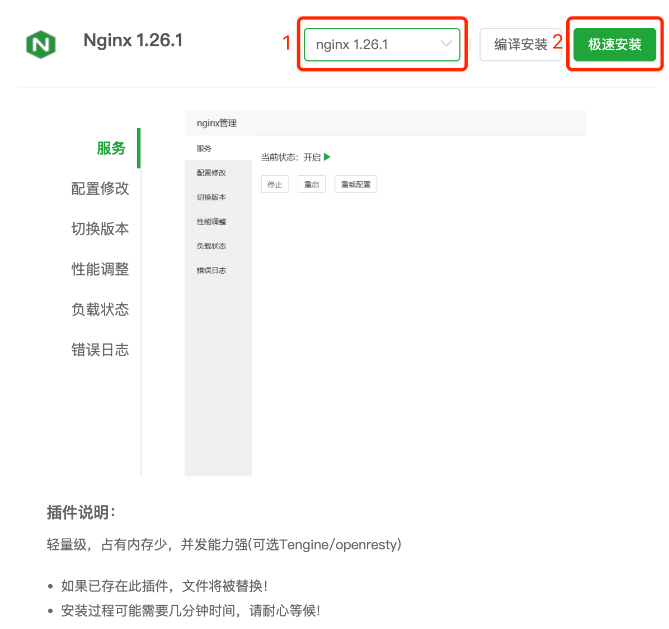 Nginx 1.26.1
1
nginx 1.26.1
编译安装
2
极速安装
服务
配置修改
切换版本
性能调整
负载状态
错误日志
nginx管理
服务
配置修改
切换版本
性能调整
负载状态
错误日志
当前状态：开启
停止
重启
重载配置
插件说明：
轻量级，占有内存少，并发能力强(可选Tengine/openresty)
• 如果已存在此插件，文件将被替换!
• 安装过程可能需要几分钟时间，请耐心等候!